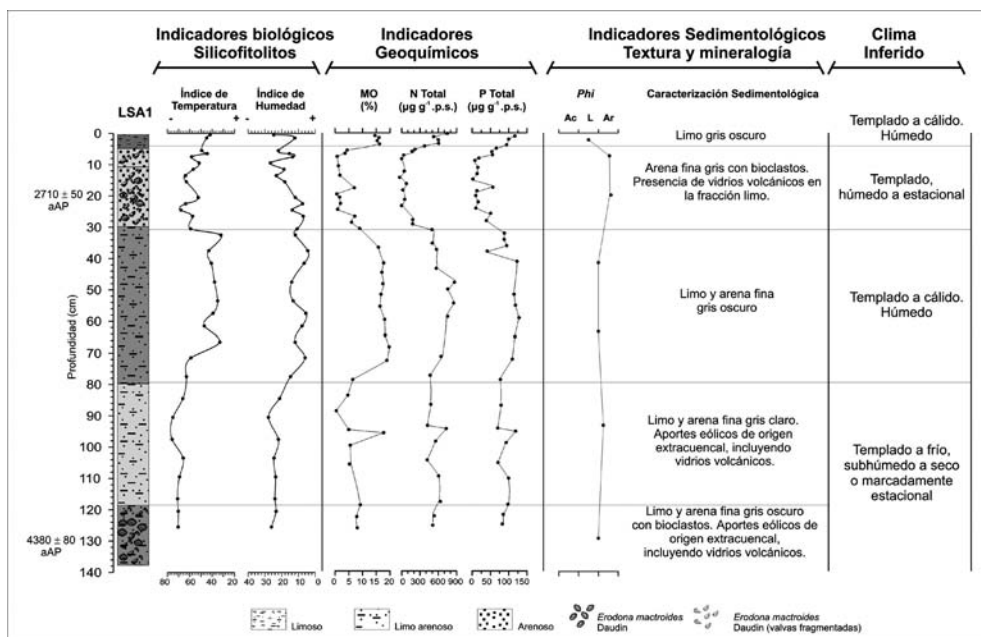 Indicadores biológicos
Silicofitolitos
Indicadores
Geoquímicos
Indicadores Sedimentológicos
Textura y mineralogía
Clima
Inferido
LSA1
Índice de
Temperatura
- +
Índice de
Humedad
- +
MO
(%)
N Total
(µg g⁻¹.p.s.)
P Total
(µg g⁻¹.p.s.)
Phi
Ac L Ar
Caracterización Sedimentológica
Profundidad (cm)
0
10
20
30
40
50
60
70
80
90
100
110
120
130
140
2710 ± 50
aAP
4380 ± 80
aAP
Limo gris oscuro
Arena fina gris con bioclastos.
Presencia de vidrios volcánicos en
la fracción limo.
Limo y arena fina
gris oscuro
Limo y arena fina gris claro.
Aportes eólicos de origen
extracuencal, incluyendo
vidrios volcánicos.
Limo y arena fina gris oscuro
con bioclastos. Aportes eólicos de
origen extracuencal,
incluyendo vidrios volcánicos.
Templado a cálido.
Húmedo
Templado,
húmedo a estacional
Templado a cálido.
Húmedo
Templado a frío,
subhúmedo a seco
o marcadamente
estacional
80 60 40 20
40 30 20 10 0
0 5 10 15 20
0 300 600 900
0 50 100 150
Limoso
Limo arenoso
Arenoso
Erodona mactroides
Daudin
Erodona mactroides
Daudin (valvas fragmentadas)